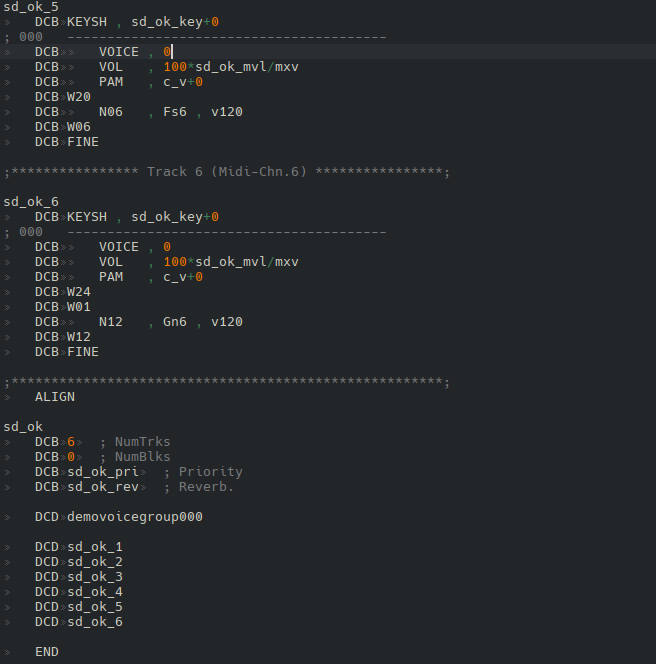 sd_ok_5
» DCB»KEYSH , sd_ok_key+0
; 000 ----------------------------------------
» DCB»» VOICE , 0
» DCB»» VOL , 100*sd_ok_mvl/mxv
» DCB»» PAM , c_v+0
» DCB»W20
» DCB»» N06 , Fs6 , v120
» DCB»W06
» DCB»FINE
;**************** Track 6 (Midi-Chn.6) ****************;
sd_ok_6
» DCB»KEYSH , sd_ok_key+0
; 000 ----------------------------------------
» DCB»» VOICE , 0
» DCB»» VOL , 100*sd_ok_mvl/mxv
» DCB»» PAM , c_v+0
» DCB»W24
» DCB»W01
» DCB»» N12 , Gn6 , v120
» DCB»W12
» DCB»FINE
;******************************************************;
» ALIGN
sd_ok
» DCB»6» ; NumTrks
» DCB»0» ; NumBlks
» DCB»sd_ok_pri» ; Priority
» DCB»sd_ok_rev» ; Reverb.
» DCD»demovoicegroup000
» DCD»sd_ok_1
» DCD»sd_ok_2
» DCD»sd_ok_3
» DCD»sd_ok_4
» DCD»sd_ok_5
» DCD»sd_ok_6
» END